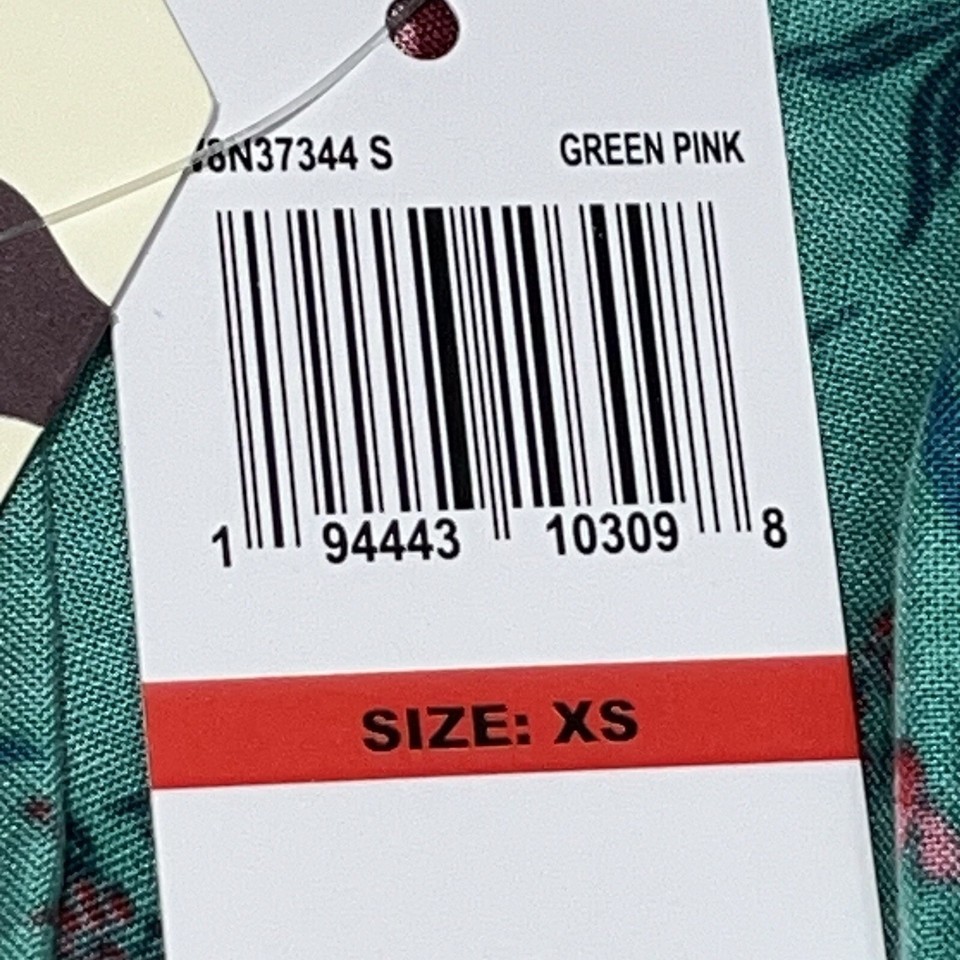 8N37344 S GREEN PINK
1 94443 10309 8
SIZE: XS